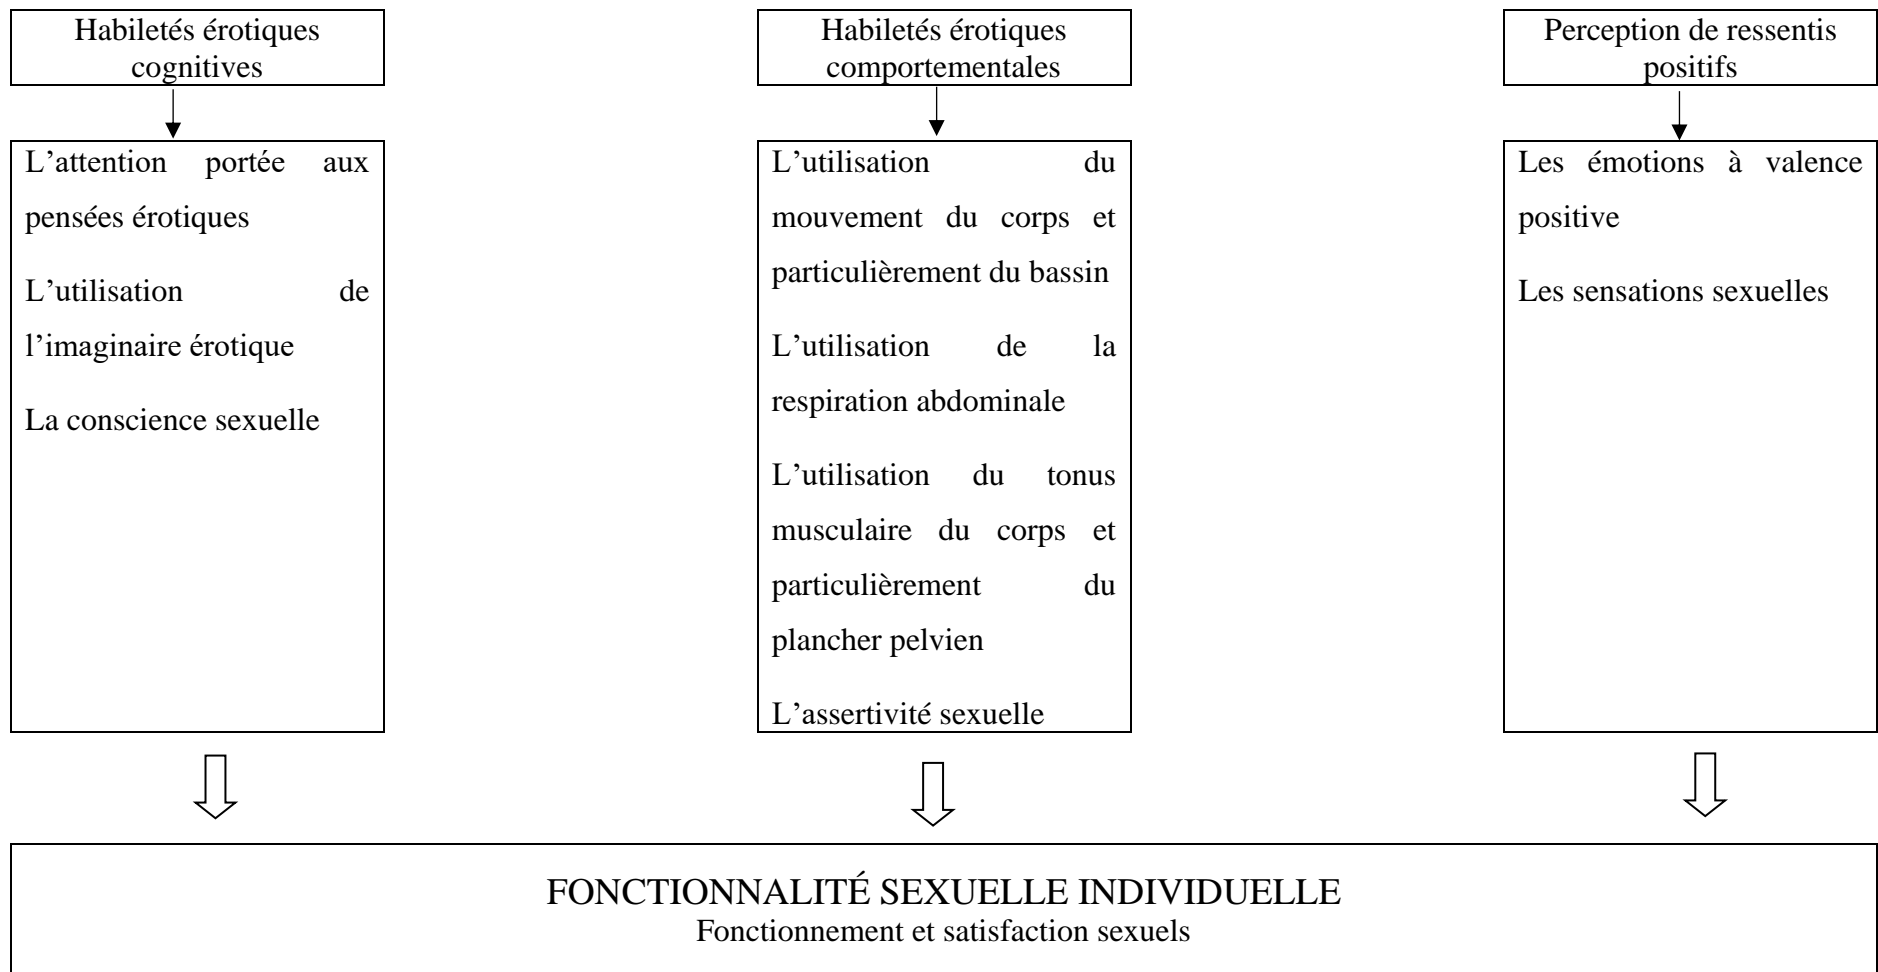 Habiletés érotiques
cognitives
L’attention portée aux
pensées érotiques
L’utilisation de
l’imaginaire érotique
La conscience sexuelle
Habiletés érotiques
comportementales
L’utilisation du
mouvement du corps et
particulièrement du bassin
L’utilisation de la
respiration abdominale
L’utilisation du tonus
musculaire du corps et
particulièrement du
plancher pelvien
L’assertivité sexuelle
Perception de ressentis
positifs
Les émotions à valence
positive
Les sensations sexuelles
FONCTIONNALITÉ SEXUELLE INDIVIDUELLE
Fonctionnement et satisfaction sexuels